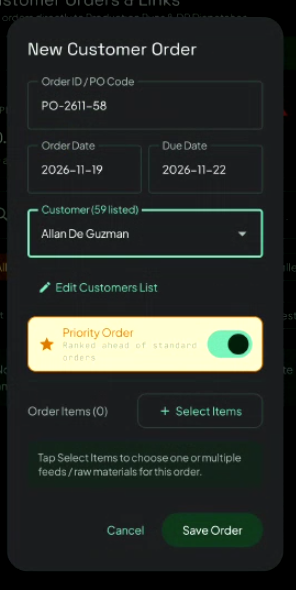 New Customer Order
Order ID / PO Code
PO-2611-58
Order Date
Due Date
2026-11-19
2026-11-22
Customer (59 listed)
Allan De Guzman
Edit Customers List
Priority Order
Ranked ahead of standard
orders
Order Items (0)
+ Select Items
Tap Select Items to choose one or multiple
feeds / raw materials for this order.
Cancel
Save Order